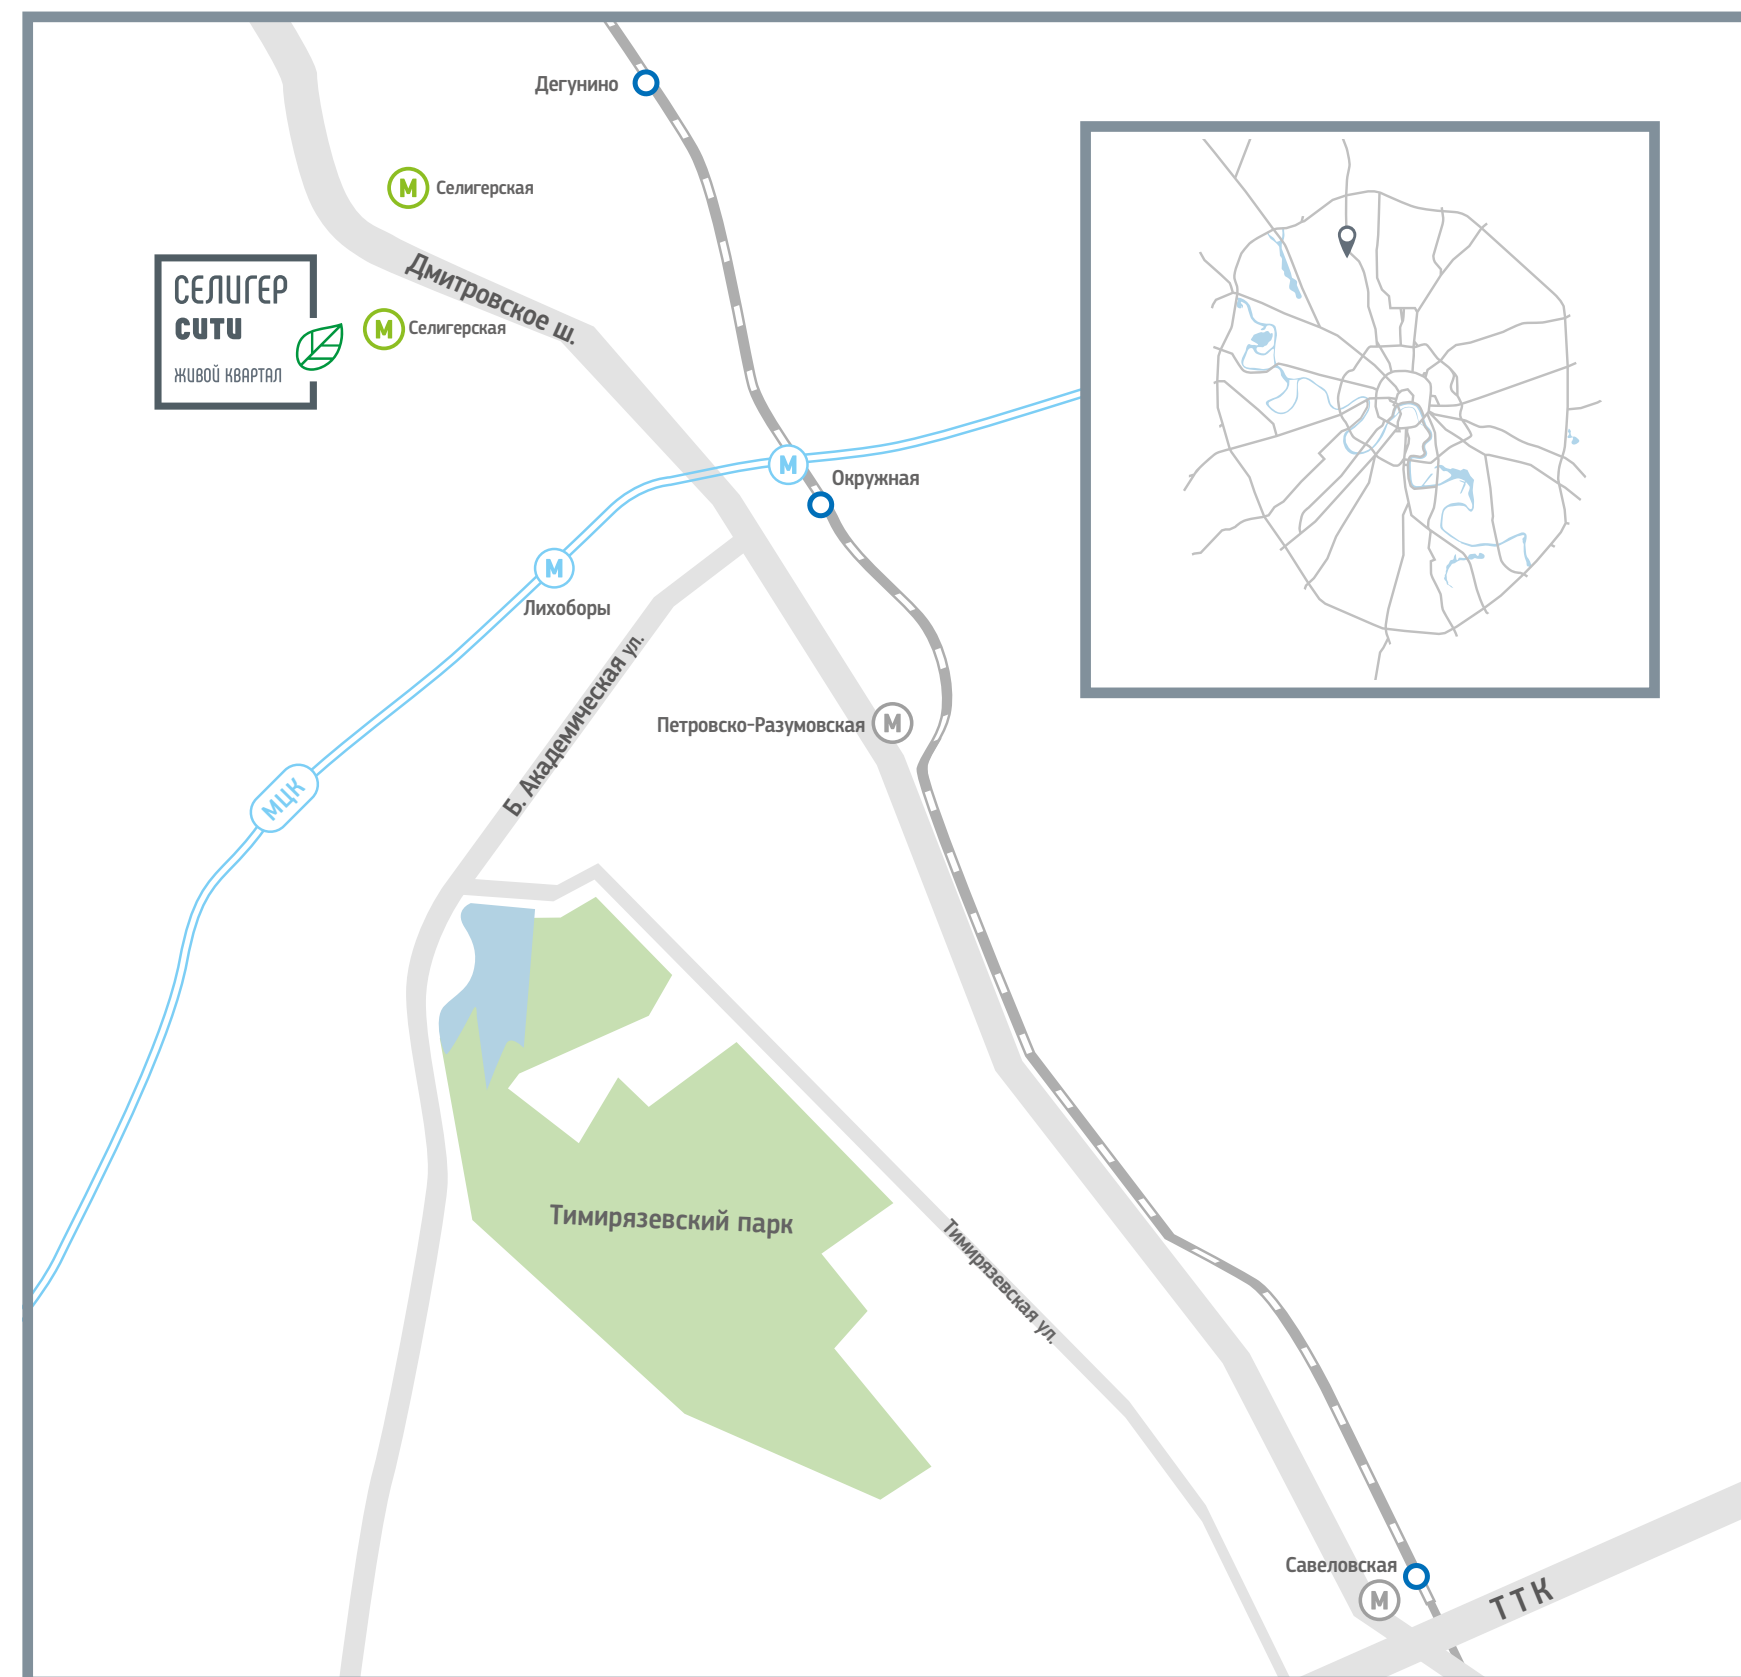 Дегунино
М
Селигерская
СЕЛИГЕР
СИТИ
ЖИВОЙ КВАРТАЛ
М
Селигерская
Дмитровское ш.
М
Окружная
М
Лихоборы
Б. Академическая ул.
Петровско-Разумовская
М
МЦК
Тимирязевский парк
Тимирязевская ул.
Савеловская
М
ТТК